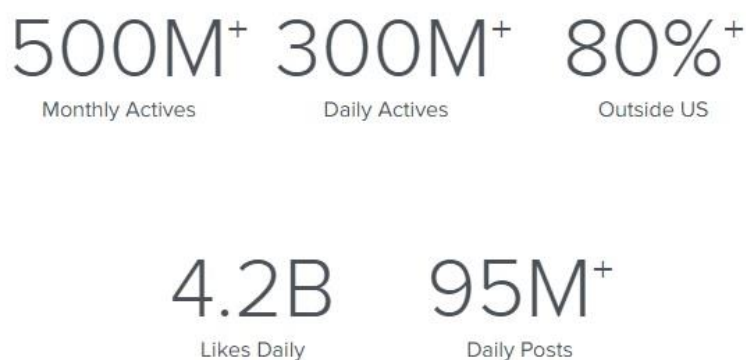 500M+ 300M+ 80%+
Monthly Actives Daily Actives Outside US
4.2B 95M+
Likes Daily Daily Posts